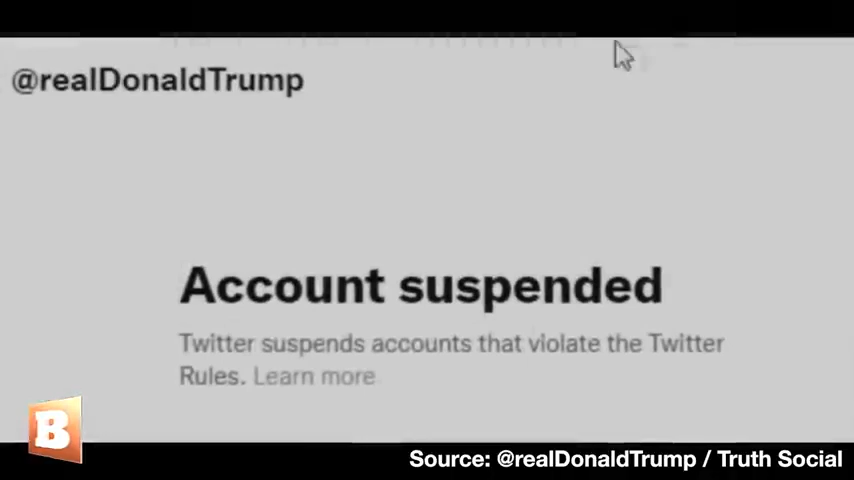 @realDonaldTrump
Account suspended
Twitter suspends accounts that violate the Twitter
Rules. Learn more
B
Source: @realDonaldTrump / Truth Social